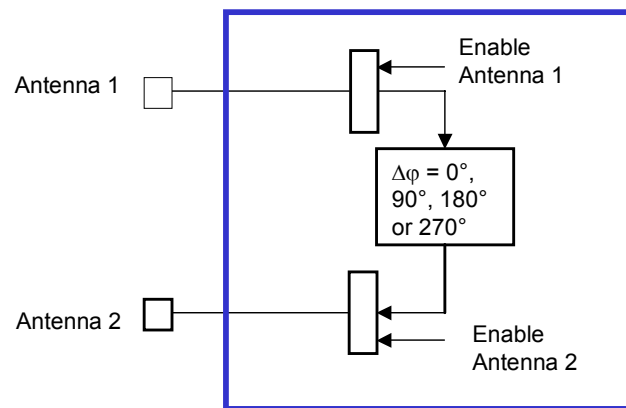 Enable
Antenna 1
Antenna 1
Δφ = 0°,
90°, 180°
or 270°
Antenna 2
Enable
Antenna 2